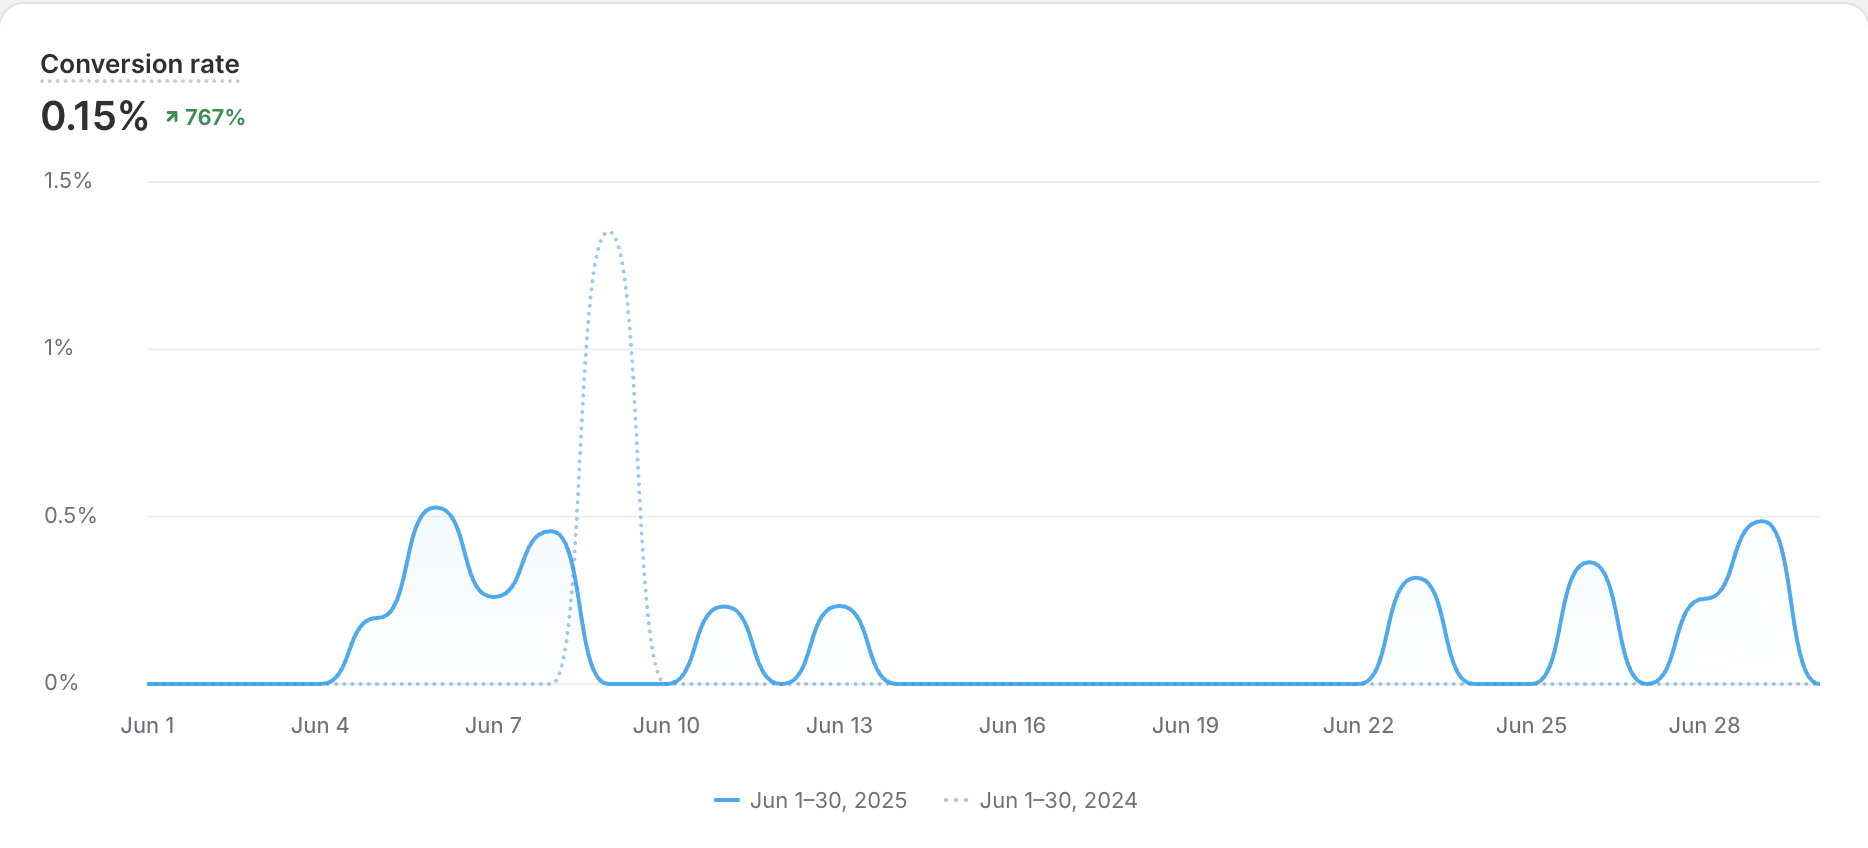 Conversion rate
0.15% 767%
1.5%
1%
0.5%
0%
Jun 1 Jun 4 Jun 7 Jun 10 Jun 13 Jun 16 Jun 19 Jun 22 Jun 25 Jun 28
Jun 1–30, 2025 Jun 1–30, 2024